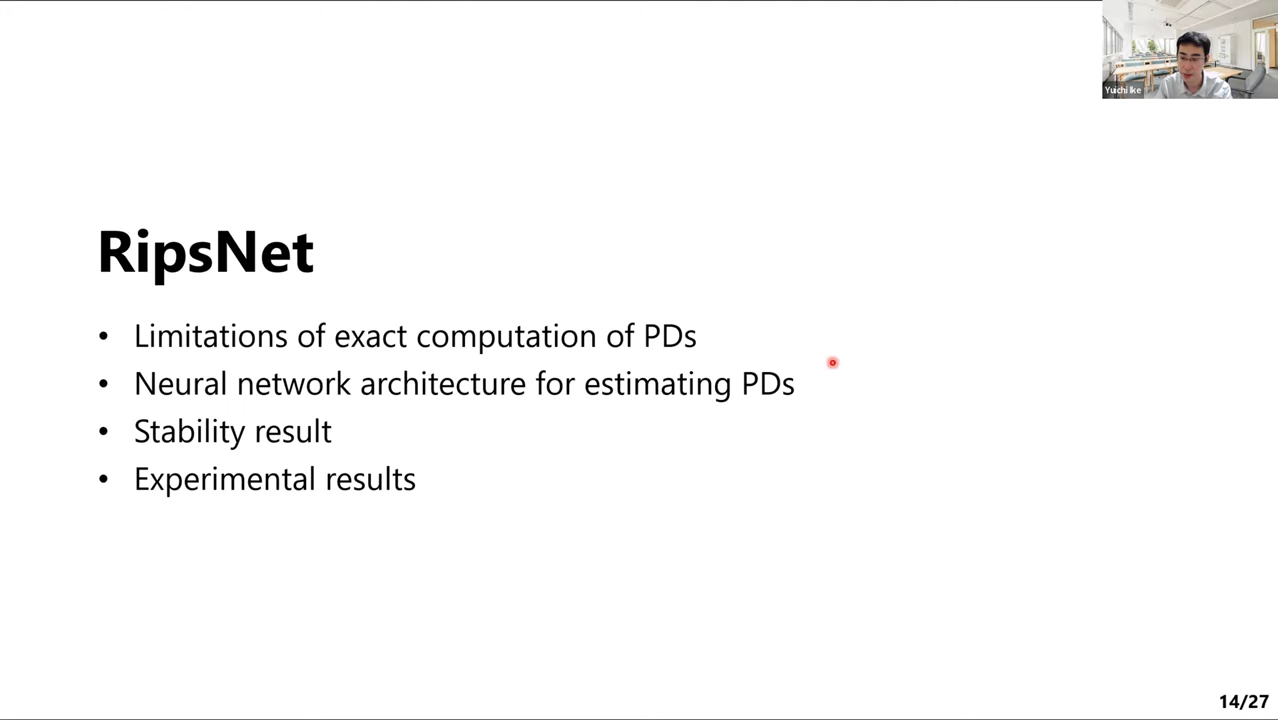 Yuichi Ike
RipsNet
• Limitations of exact computation of PDs
• Neural network architecture for estimating PDs
• Stability result
• Experimental results
14/27